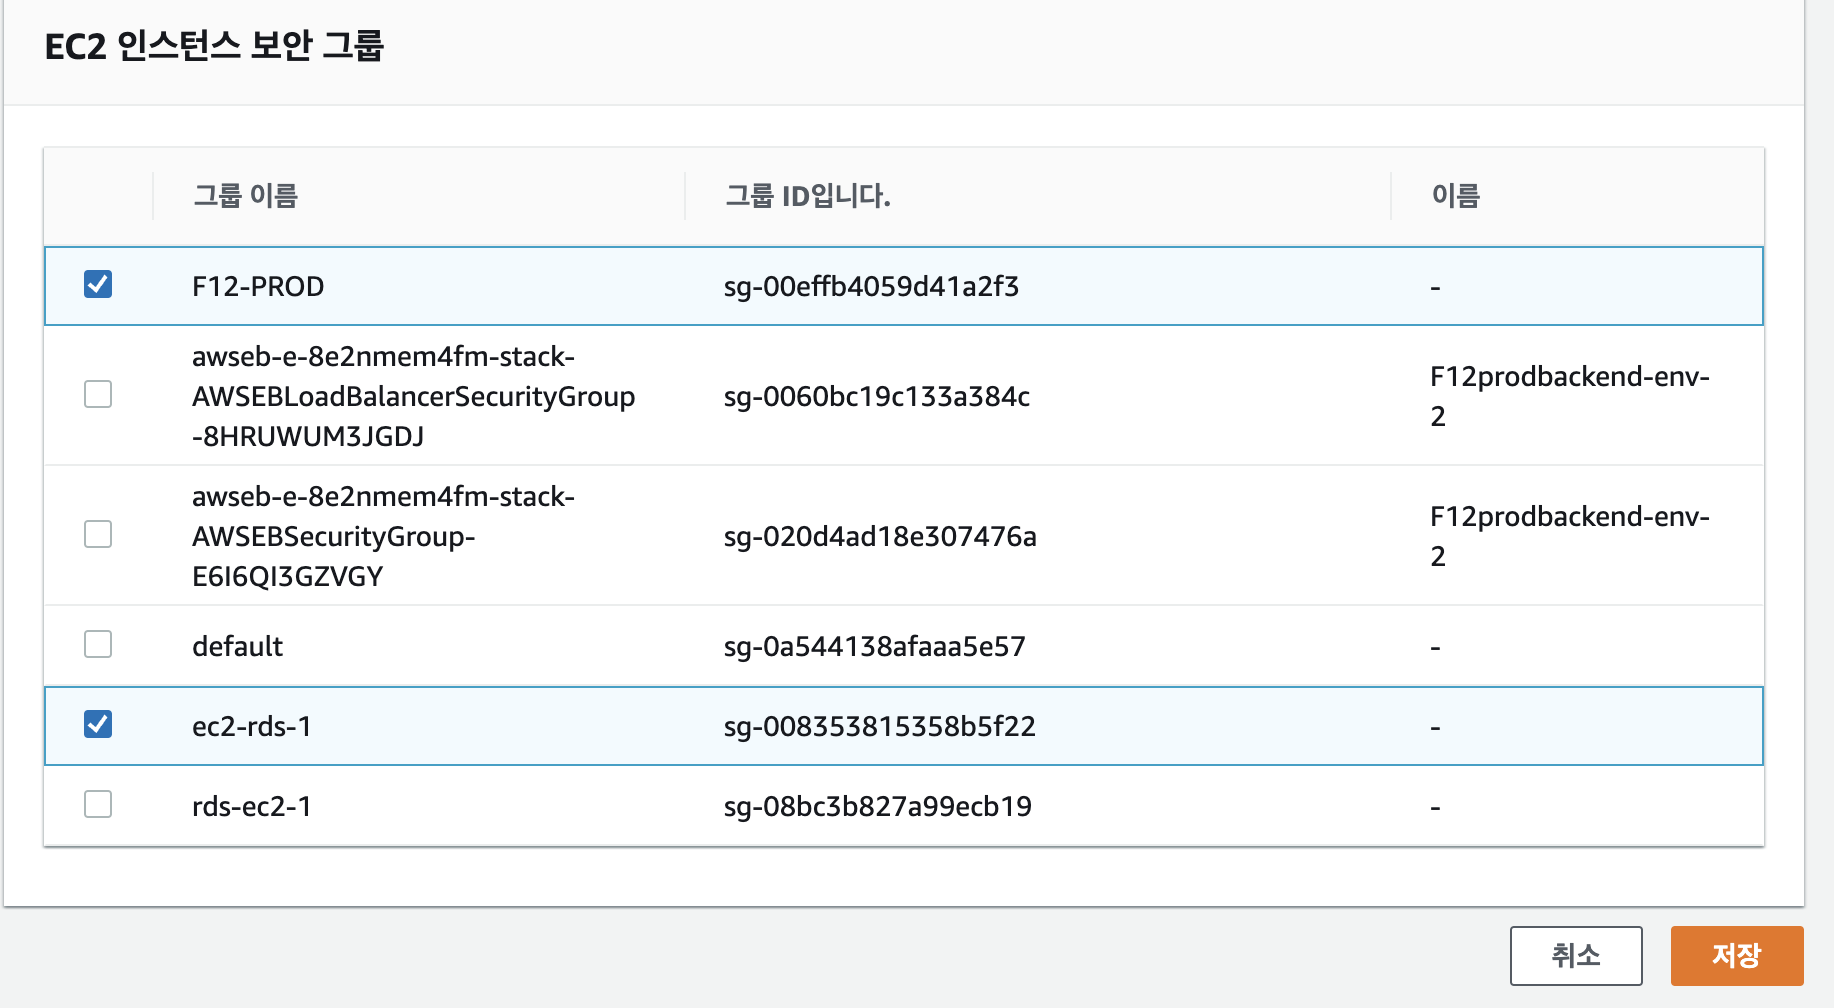 EC2 인스턴스 보안 그룹
그룹 이름
그룹 ID입니다.
이름
F12-PROD
sg-00effb4059d41a2f3
-
awseb-e-8e2nmem4fm-stack-
AWSEBLoadBalancerSecurityGroup
-8HRUWUM3JGDJ
sg-0060bc19c133a384c
F12prodbackend-env-
2
awseb-e-8e2nmem4fm-stack-
AWSEBSecurityGroup-
E6I6QI3GZVGY
sg-020d4ad18e307476a
F12prodbackend-env-
2
default
sg-0a544138afaaa5e57
-
ec2-rds-1
sg-008353815358b5f22
-
rds-ec2-1
sg-08bc3b827a99ecb19
-
취소
저장